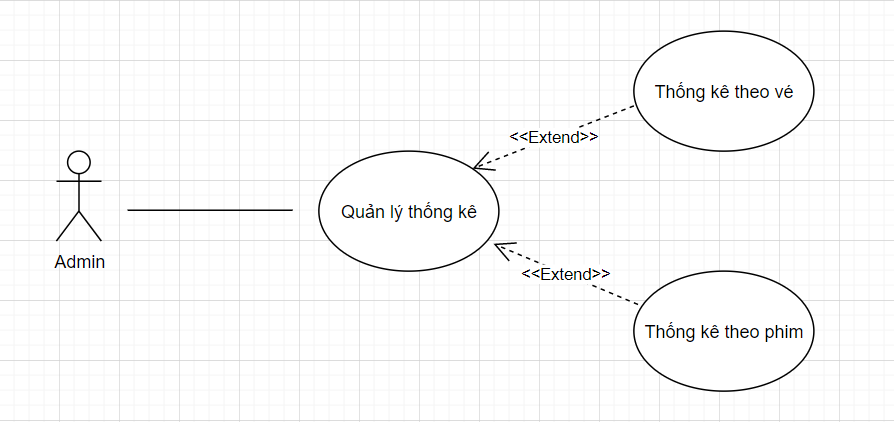 Thống kê theo vé
<<Extend>>
Quản lý thống kê
Admin
<<Extend>>
Thống kê theo phim